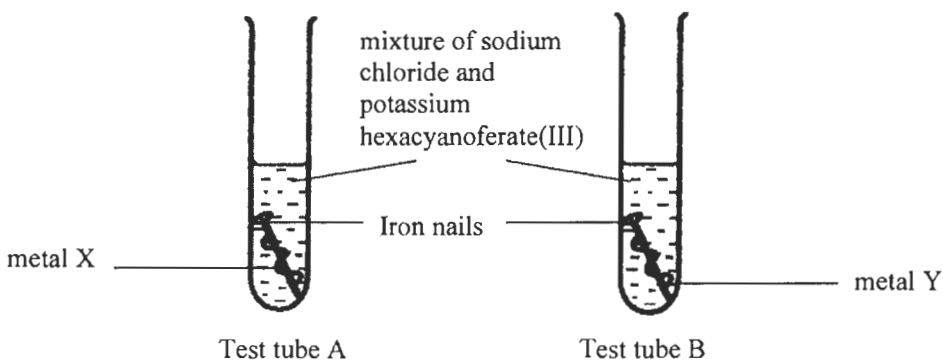 mixture of sodium
chloride and
potassium
hexacyanoferate(III)
Iron nails
metal X
metal Y
Test tube A
Test tube B